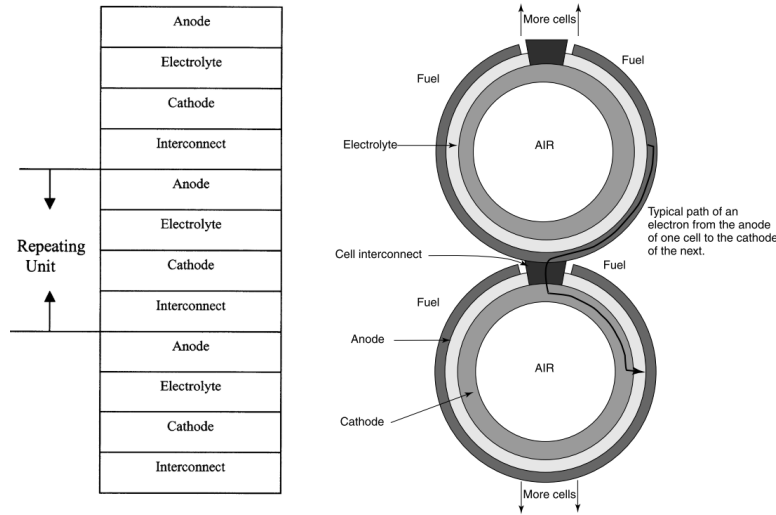 Anode
Electrolyte
Cathode
Interconnect
Anode
Electrolyte
Cathode
Interconnect
Anode
Electrolyte
Cathode
Interconnect
Repeating
Unit
More cells
Fuel
Fuel
Electrolyte
AIR
Typical path of an
electron from the anode
of one cell to the cathode
of the next.
Cell interconnect
Fuel
Fuel
Anode
AIR
Cathode
More cells